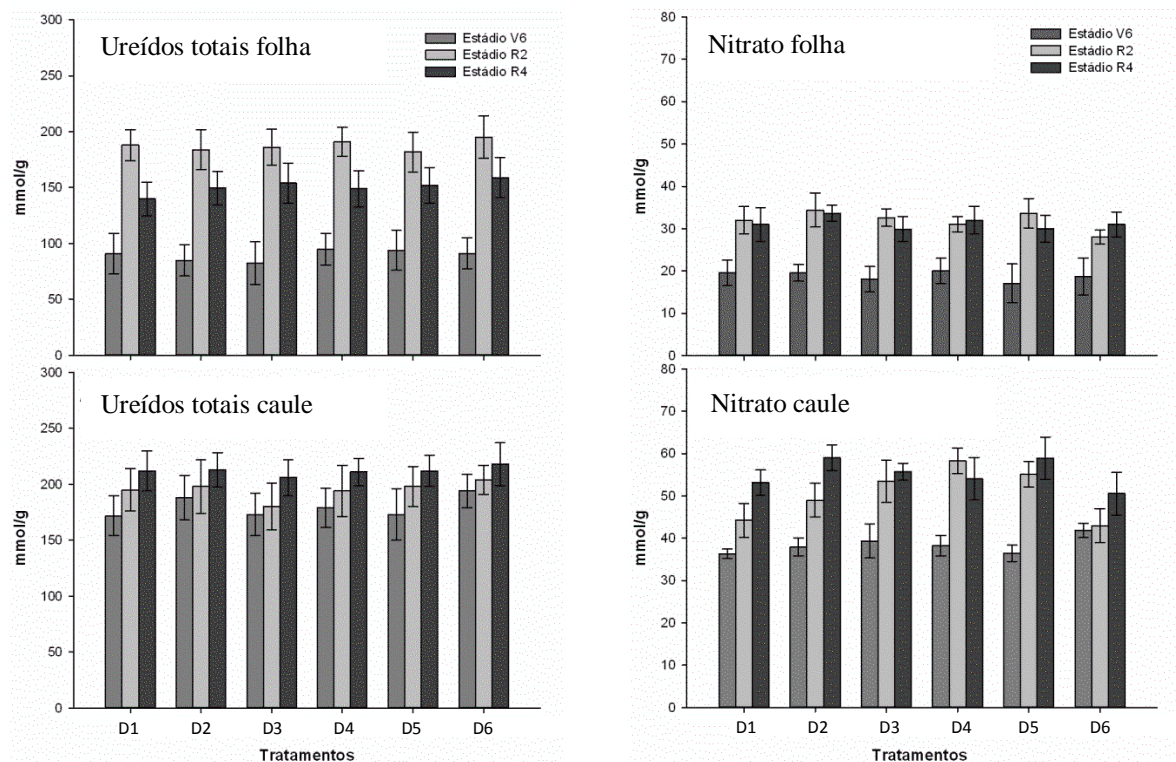 Ureídos totais folha
Estádio V6
Estádio R2
Estádio R4
mmol/g
300
250
200
150
100
50
0
Nitrato folha
Estádio V6
Estádio R2
Estádio R4
mmol/g
80
70
60
50
40
30
20
10
0
Ureídos totais caule
mmol/g
300
250
200
150
100
50
0
D1 D2 D3 D4 D5 D6
Tratamentos
Nitrato caule
mmol/g
80
70
60
50
40
30
20
10
0
D1 D2 D3 D4 D5 D6
Tratamentos